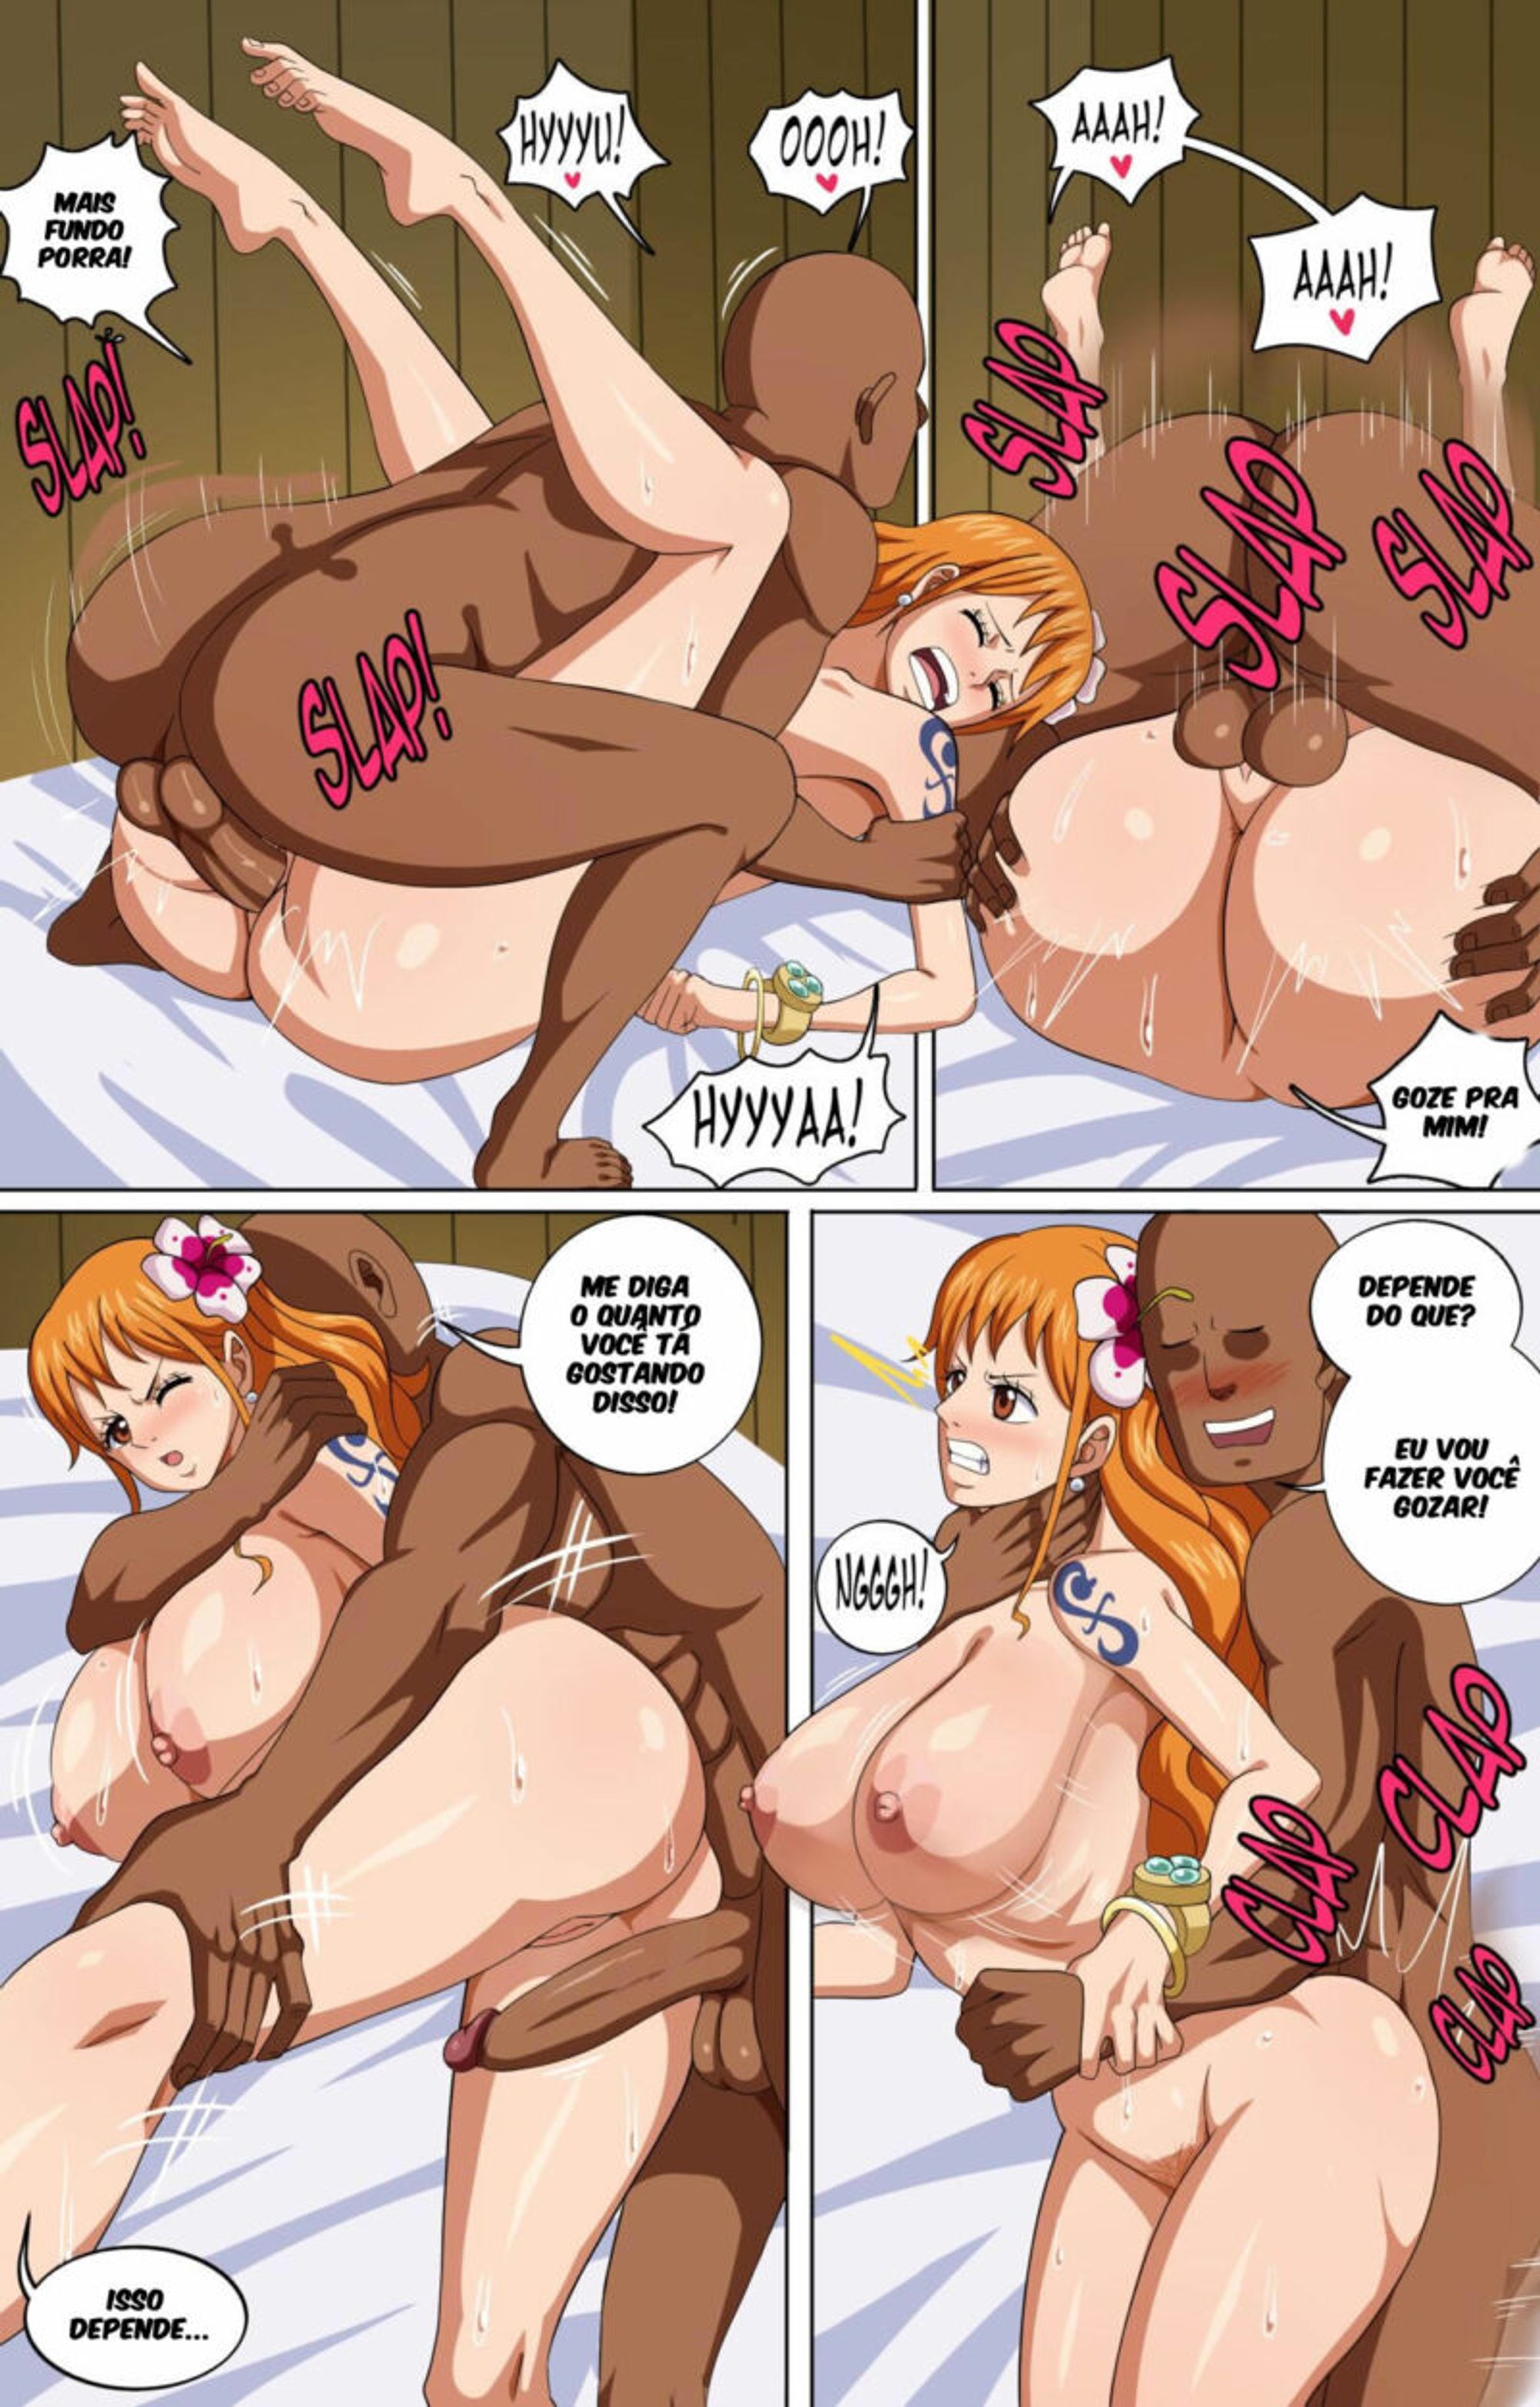 MAIS
FUNDO
PORRA!
HYYYU!
OOOH!
SLAP!
SLAP!
HYYYAA!
AAAH!
AAAH!
SLAP
SLAP
SLAP
GOZE PRA
MIM!
ME DIGA
O QUANTO
VOCÊ TÁ
GOSTANDO
DISSO!
ISSO
DEPENDE...
DEPENDE
DO QUE?
EU VOU
FAZER VOCÊ
GOZAR!
NGGGH!
CLAP
CLAP
CLAP